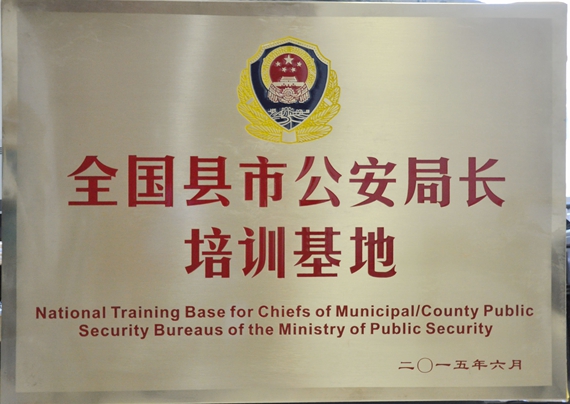 全国县市公安局长
培训基地
National Training Base for Chiefs of Municipal/County Public
Security Bureaus of the Ministry of Public Security
二〇一五年六月